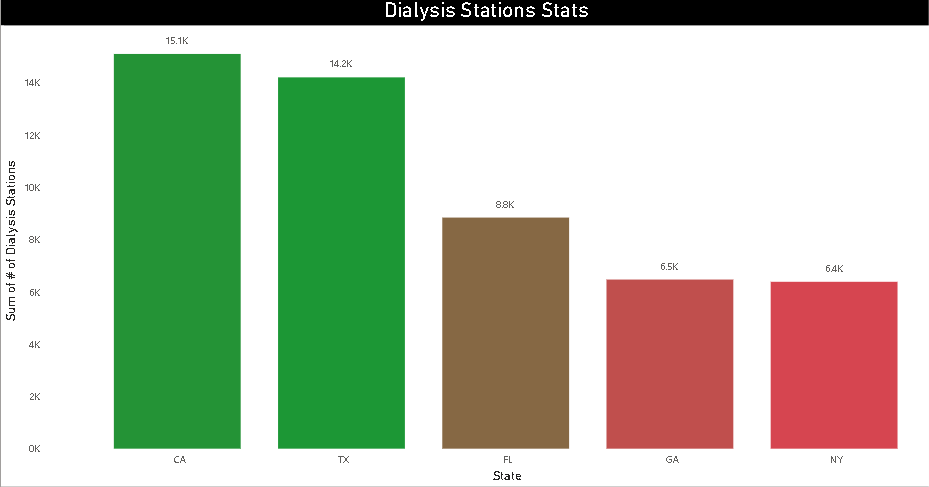 Dialysis Stations Stats
15.1K
14.2K
8.8K
6.5K
6.4K
14K
12K
10K
8K
6K
4K
2K
0K
Sum of # of Dialysis Stations
CA TX FL GA NY
State